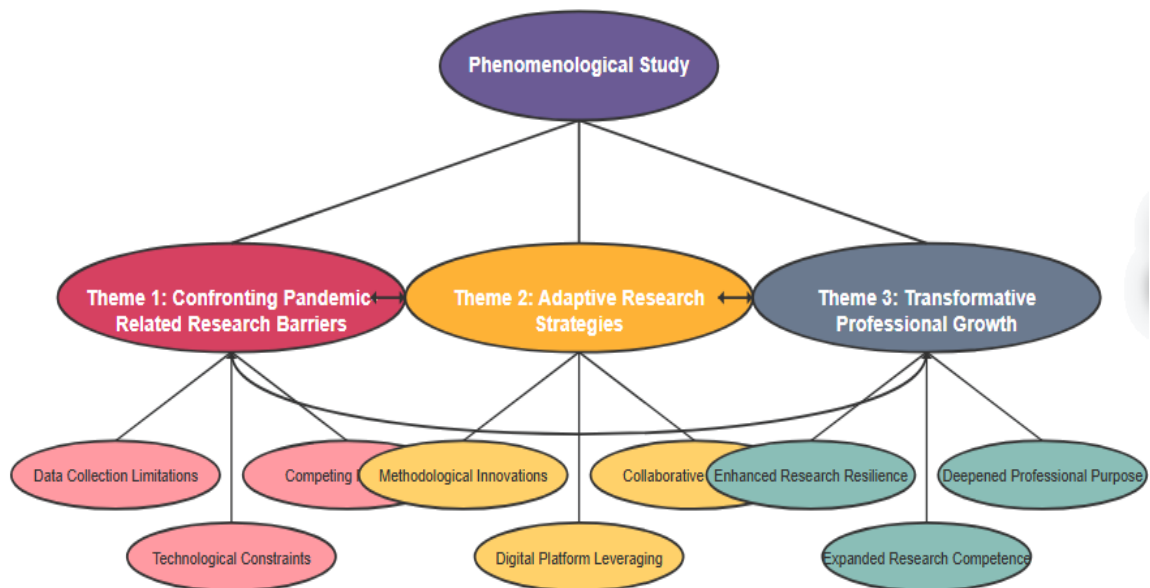 Phenomenological Study
Theme 1: Confronting Pandemic
Related Research Barriers
Theme 2: Adaptive Research
Strategies
Theme 3: Transformative
Professional Growth
Data Collection Limitations
Competing
Methodological Innovations
Collaborative
Enhanced Research Resilience
Deepened Professional Purpose
Technological Constraints
Digital Platform Leveraging
Expanded Research Competence